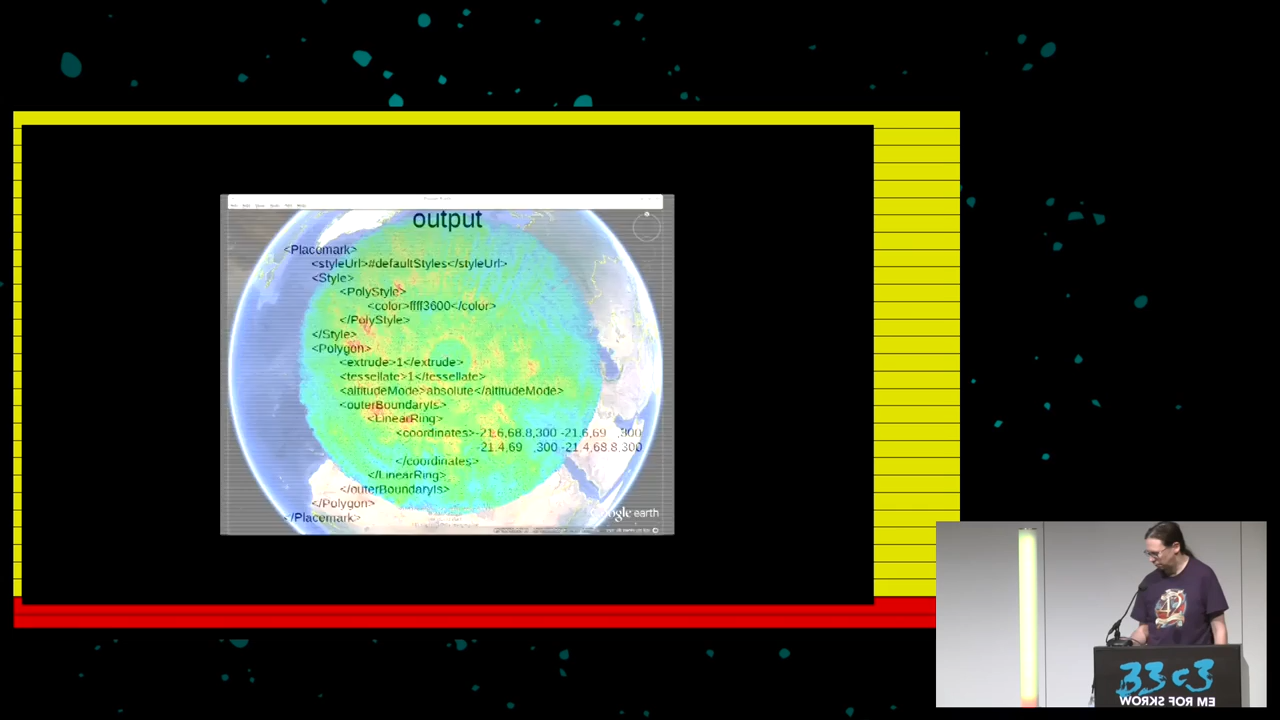 output
<Placemark>
<styleUrl>#defaultStyles</styleUrl>
<Style>
<PolyStyle>
<color>ffff3600</color>
</PolyStyle>
</Style>
<Polygon>
<extrude>1</extrude>
<tessellate>1</tessellate>
<altitudeMode>absolute</altitudeMode>
<outerBoundaryIs>
<LinearRing>
<coordinates>-21.6,68.8,300 -21.6,69 ,300
-21.4,69 ,300 -21.4,68.8,300
</coordinates>
</LinearRing>
</outerBoundaryIs>
</Polygon>
</Placemark>
earth
33c3
WORKS FOR ME